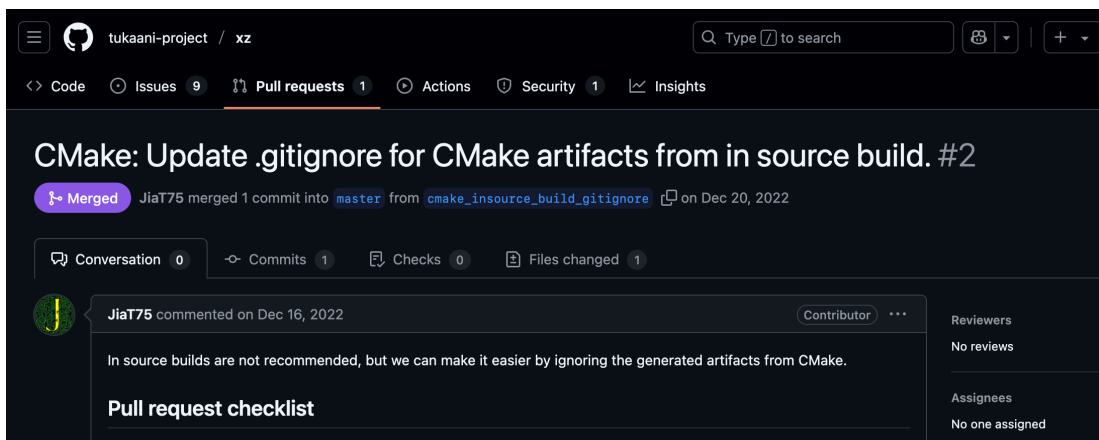 tukaani-project / xz
Type / to search
<> Code Issues 9 Pull requests 1 Actions Security 1 Insights
CMake: Update .gitignore for CMake artifacts from in source build. #2
Merged JiaT75 merged 1 commit into master from cmake_insource_build_gitignore on Dec 20, 2022
Conversation 0 Commits 1 Checks 0 Files changed 1
J
JiaT75 commented on Dec 16, 2022 Contributor ...
In source builds are not recommended, but we can make it easier by ignoring the generated artifacts from CMake.
Pull request checklist
Reviewers
No reviews
Assignees
No one assigned